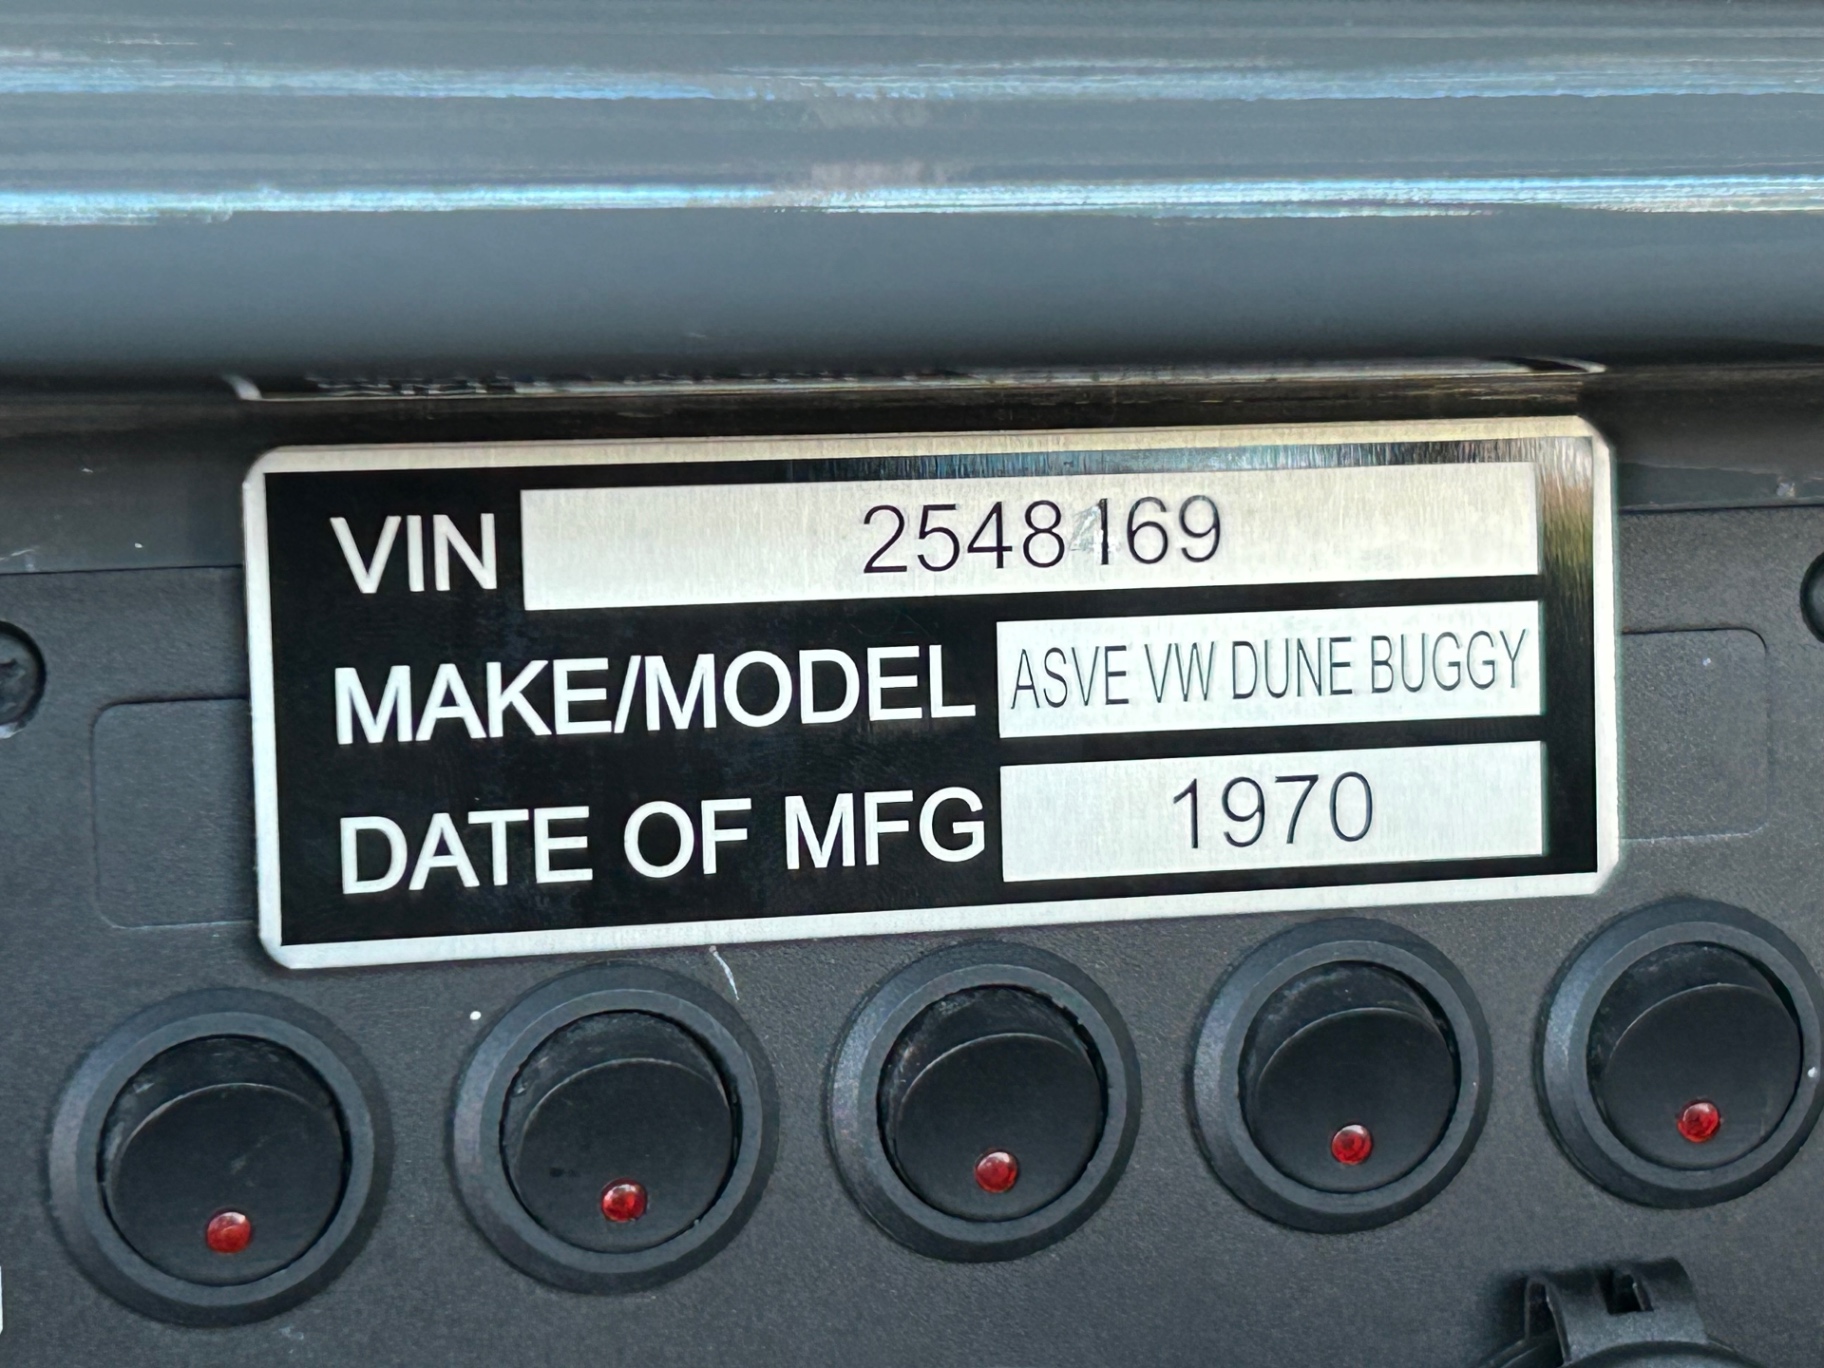 VIN 2548169
MAKE/MODEL ASVE VW DUNE BUGGY
DATE OF MFG 1970